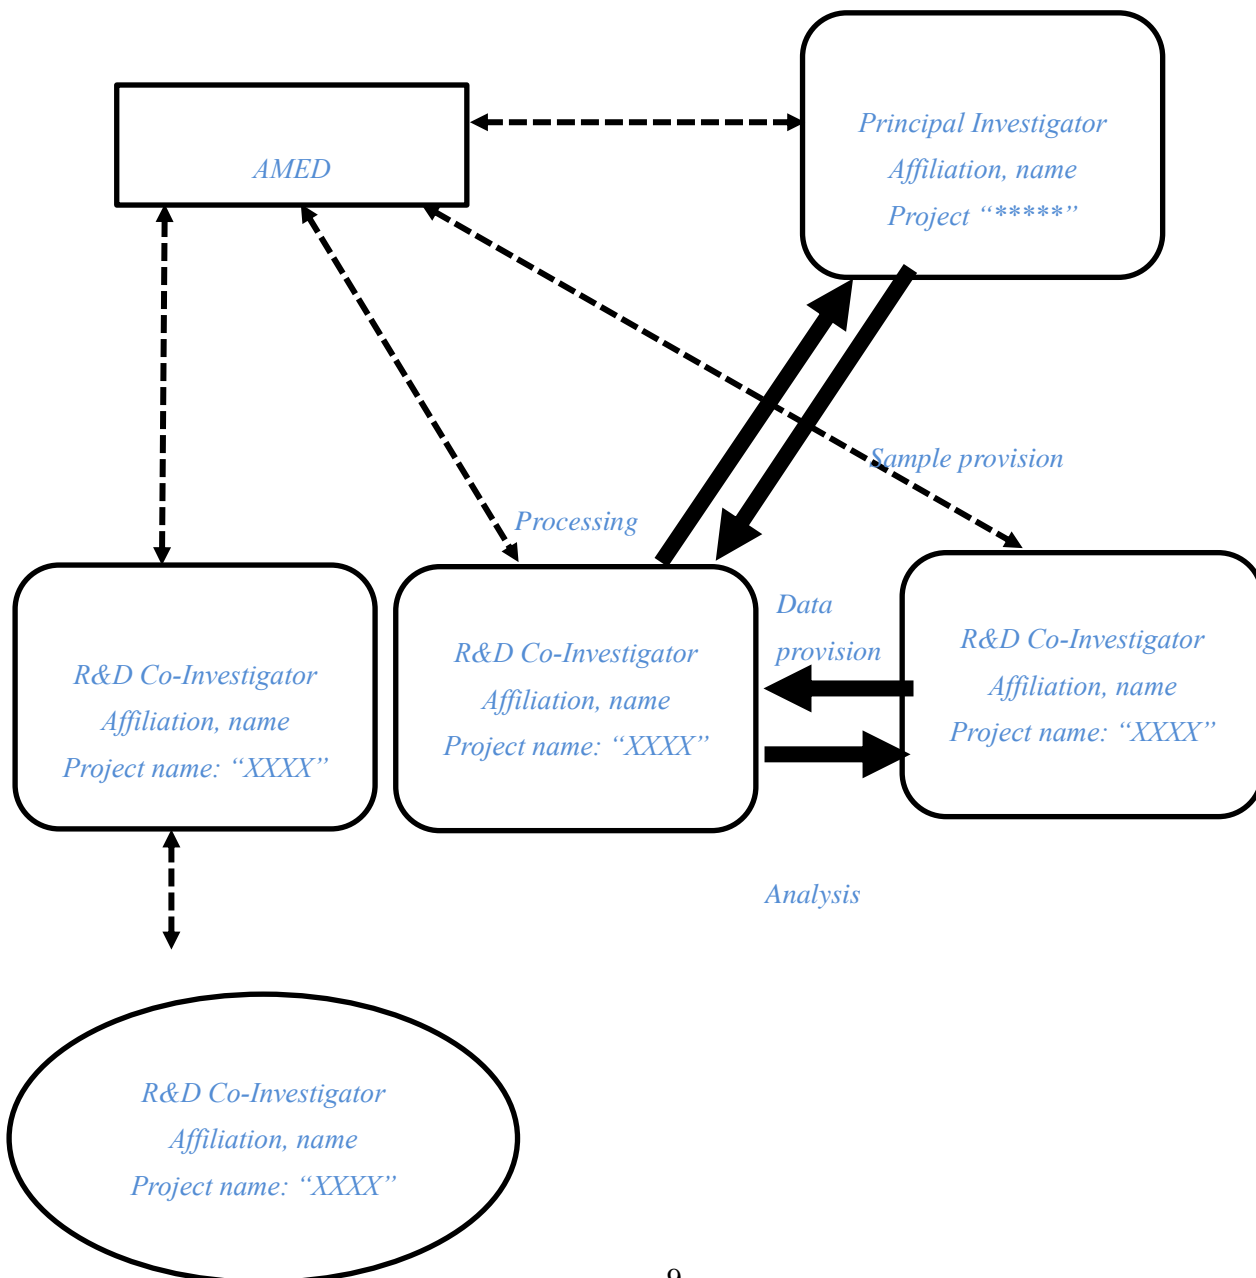 Principal Investigator
Affiliation, name
Project “*****”
AMED
Sample provision
Processing
Data
provision
R&D Co-Investigator
Affiliation, name
Project name: “XXXX”
R&D Co-Investigator
Affiliation, name
Project name: “XXXX”
R&D Co-Investigator
Affiliation, name
Project name: “XXXX”
Analysis
R&D Co-Investigator
Affiliation, name
Project name: “XXXX”
9